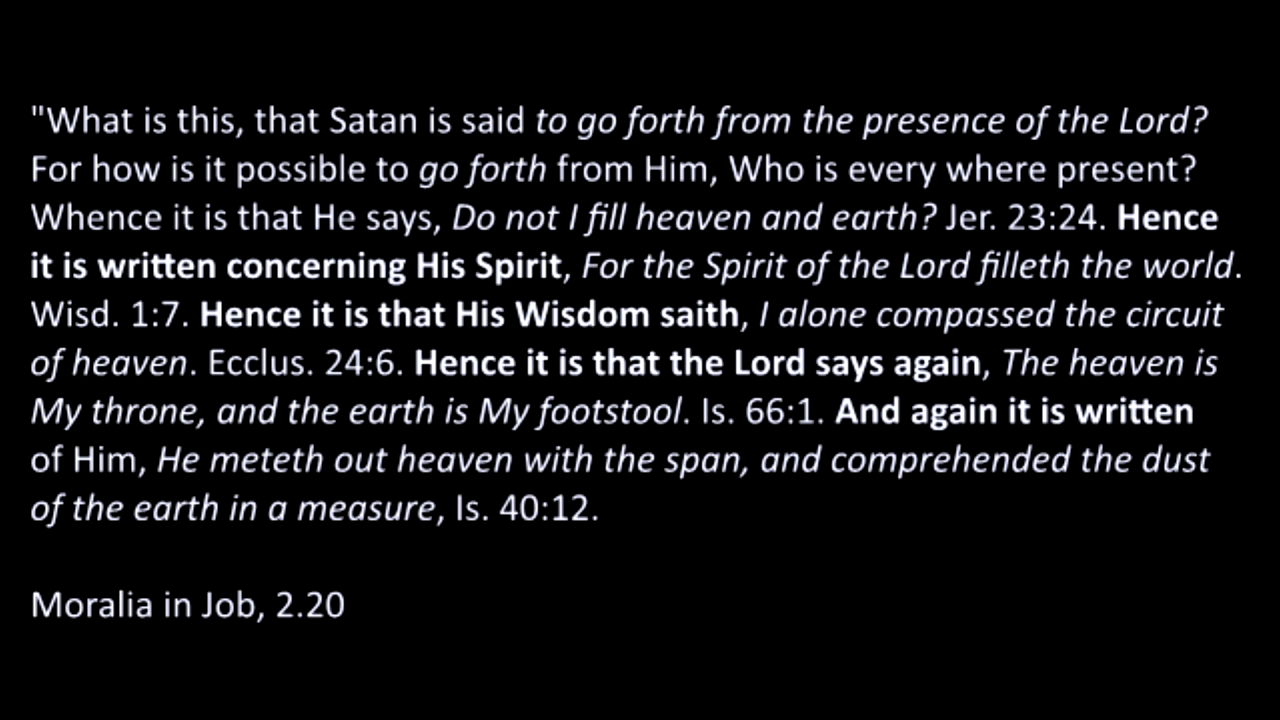 "What is this, that Satan is said to go forth from the presence of the Lord?
For how is it possible to go forth from Him, Who is every where present?
Whence it is that He says, Do not I fill heaven and earth? Jer. 23:24. Hence
it is written concerning His Spirit, For the Spirit of the Lord filleth the world.
Wisd. 1:7. Hence it is that His Wisdom saith, I alone compassed the circuit
of heaven. Ecclus. 24:6. Hence it is that the Lord says again, The heaven is
My throne, and the earth is My footstool. Is. 66:1. And again it is written
of Him, He meteth out heaven with the span, and comprehended the dust
of the earth in a measure, Is. 40:12.
Moralia in Job, 2.20